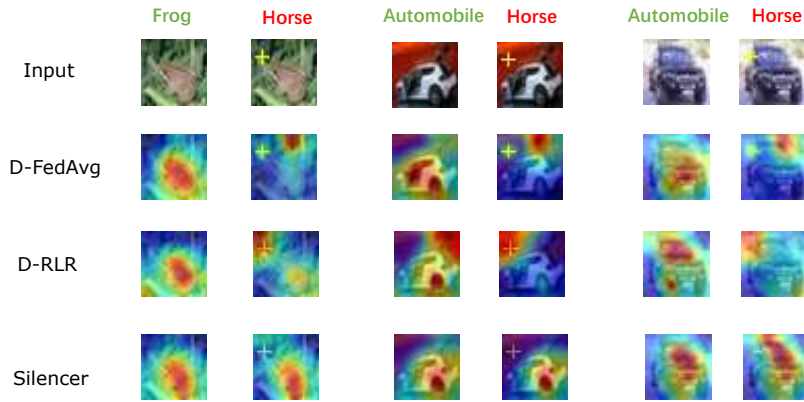 Frog Horse Automobile Horse Automobile Horse
Input
D-FedAvg
D-RLR
Silencer